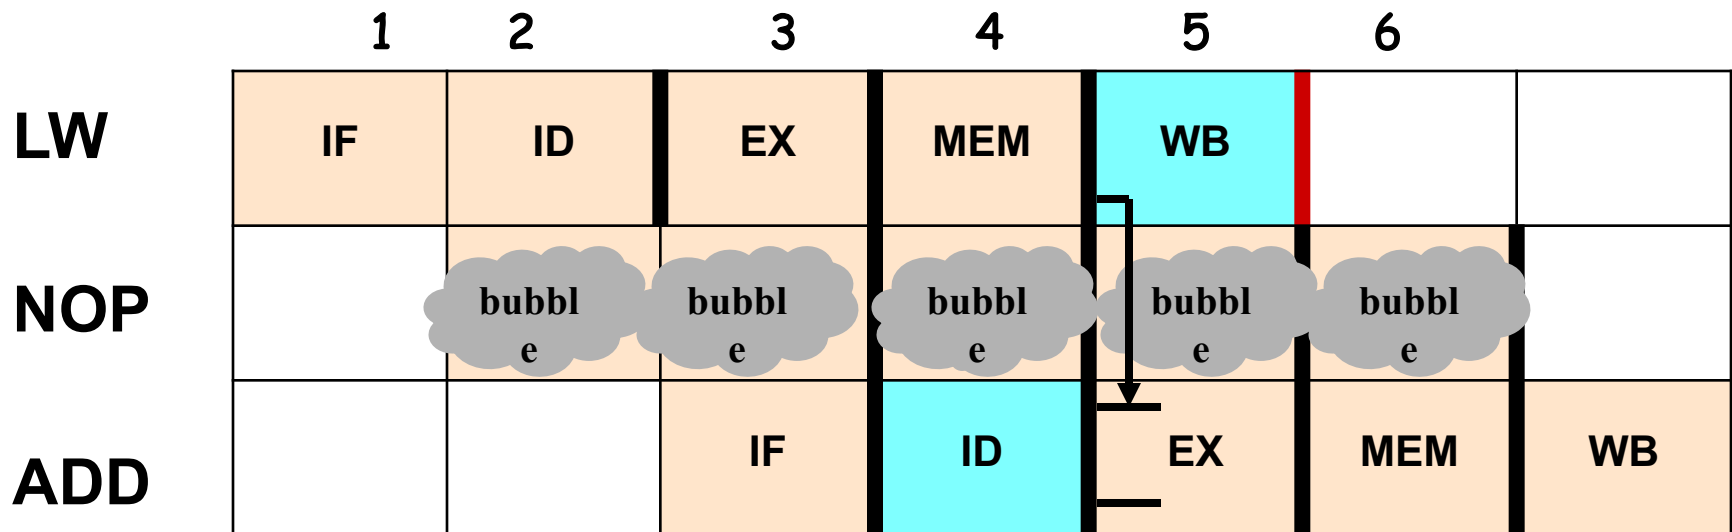 1 2 3 4 5 6
LW IF ID EX MEM WB
NOP bubbl bubbl bubbl bubbl bubbl
e e e e e
ADD IF ID EX MEM WB